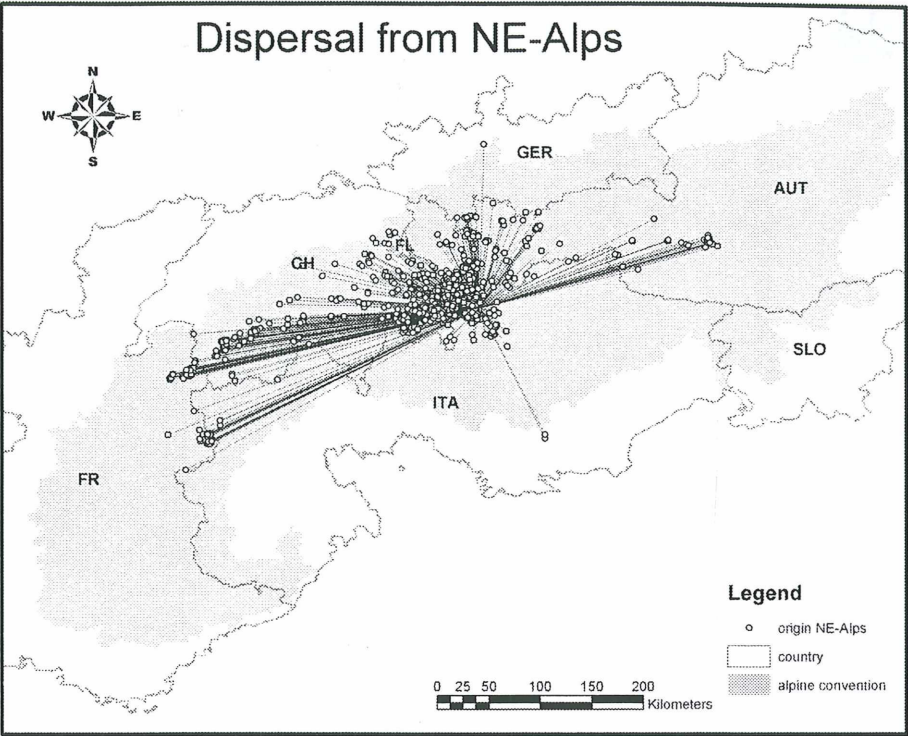 Dispersal from NE-Alps
N
W E
S
GER
AUT
FL
CH
SLO
ITA
FR
Legend
origin NE-Alps
country
alpine convention
0 25 50 100 150 200
Kilometers